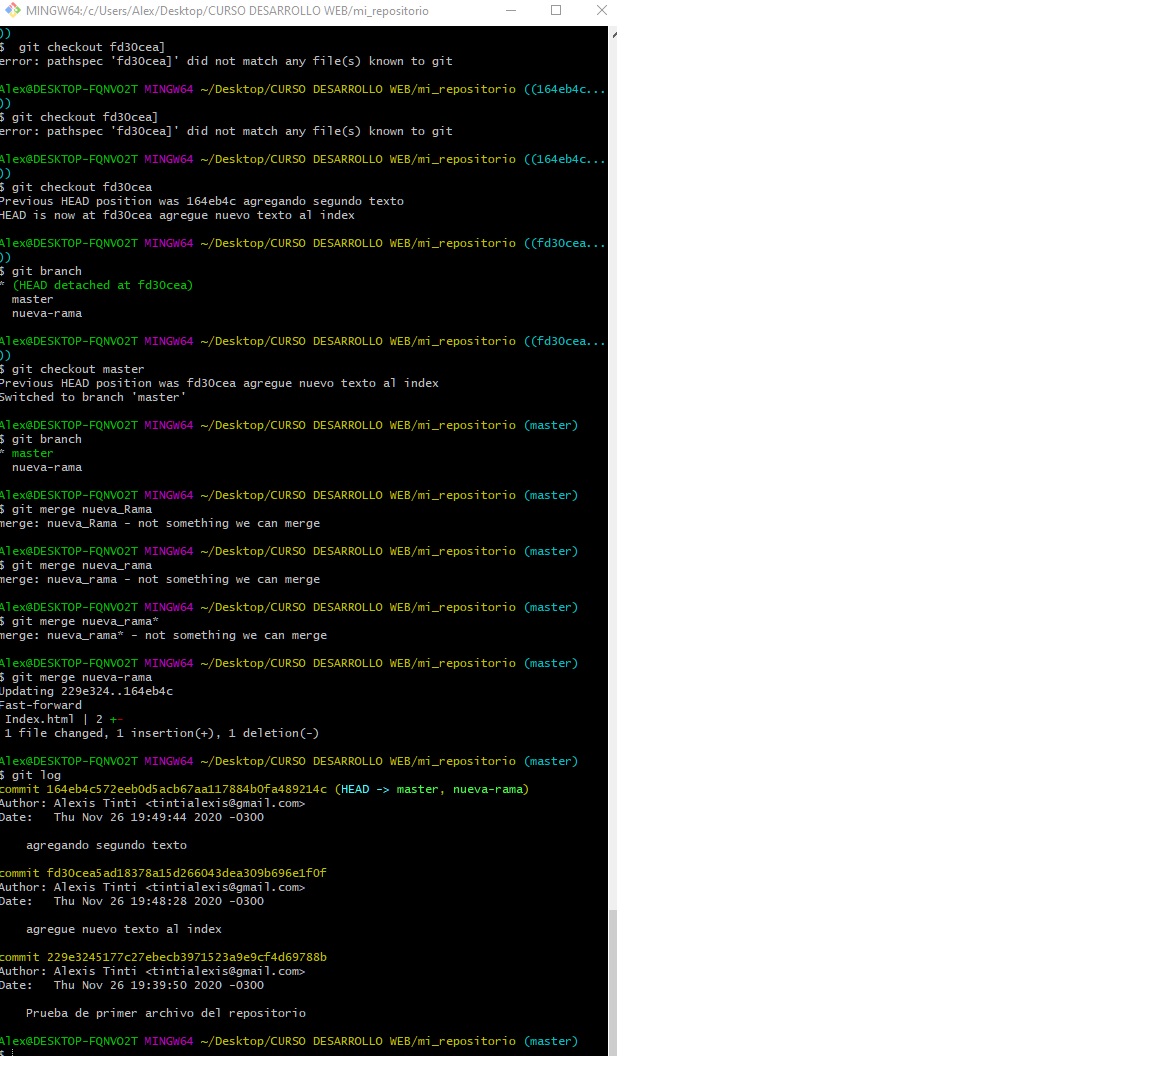 MINGW64:/c/Users/Alex/Desktop/CURSO DESARROLLO WEB/mi_repositorio
))
$  git checkout fd30cea]
error: pathspec 'fd30cea]' did not match any file(s) known to git
Alex@DESKTOP-FQNVO2T MINGW64 ~/Desktop/CURSO DESARROLLO WEB/mi_repositorio ((164eb4c...
))
$ git checkout fd30cea]
error: pathspec 'fd30cea]' did not match any file(s) known to git
Alex@DESKTOP-FQNVO2T MINGW64 ~/Desktop/CURSO DESARROLLO WEB/mi_repositorio ((164eb4c...
))
$ git checkout fd30cea
Previous HEAD position was 164eb4c agregando segundo texto
HEAD is now at fd30cea agregue nuevo texto al index
Alex@DESKTOP-FQNVO2T MINGW64 ~/Desktop/CURSO DESARROLLO WEB/mi_repositorio ((fd30cea...
))
$ git branch
* (HEAD detached at fd30cea)
  master
  nueva-rama
Alex@DESKTOP-FQNVO2T MINGW64 ~/Desktop/CURSO DESARROLLO WEB/mi_repositorio ((fd30cea...
))
$ git checkout master
Previous HEAD position was fd30cea agregue nuevo texto al index
Switched to branch 'master'
Alex@DESKTOP-FQNVO2T MINGW64 ~/Desktop/CURSO DESARROLLO WEB/mi_repositorio (master)
$ git branch
* master
  nueva-rama
Alex@DESKTOP-FQNVO2T MINGW64 ~/Desktop/CURSO DESARROLLO WEB/mi_repositorio (master)
$ git merge nueva_Rama
merge: nueva_Rama - not something we can merge
Alex@DESKTOP-FQNVO2T MINGW64 ~/Desktop/CURSO DESARROLLO WEB/mi_repositorio (master)
$ git merge nueva_rama
merge: nueva_rama - not something we can merge
Alex@DESKTOP-FQNVO2T MINGW64 ~/Desktop/CURSO DESARROLLO WEB/mi_repositorio (master)
$ git merge nueva_rama*
merge: nueva_rama* - not something we can merge
Alex@DESKTOP-FQNVO2T MINGW64 ~/Desktop/CURSO DESARROLLO WEB/mi_repositorio (master)
$ git merge nueva-rama
Updating 229e324..164eb4c
Fast-forward
 Index.html | 2 +-
 1 file changed, 1 insertion(+), 1 deletion(-)
Alex@DESKTOP-FQNVO2T MINGW64 ~/Desktop/CURSO DESARROLLO WEB/mi_repositorio (master)
$ git log
commit 164eb4c572eeb0d5acb67aa117884b0fa489214c (HEAD -> master, nueva-rama)
Author: Alexis Tinti <tintialexis@gmail.com>
Date:   Thu Nov 26 19:49:44 2020 -0300
    agregando segundo texto
commit fd30cea5ad18378a15d266043dea309b696e1f0f
Author: Alexis Tinti <tintialexis@gmail.com>
Date:   Thu Nov 26 19:48:28 2020 -0300
    agregue nuevo texto al index
commit 229e3245177c27ebecb3971523a9e9cf4d69788b
Author: Alexis Tinti <tintialexis@gmail.com>
Date:   Thu Nov 26 19:39:50 2020 -0300
    Prueba de primer archivo del repositorio
Alex@DESKTOP-FQNVO2T MINGW64 ~/Desktop/CURSO DESARROLLO WEB/mi_repositorio (master)
$